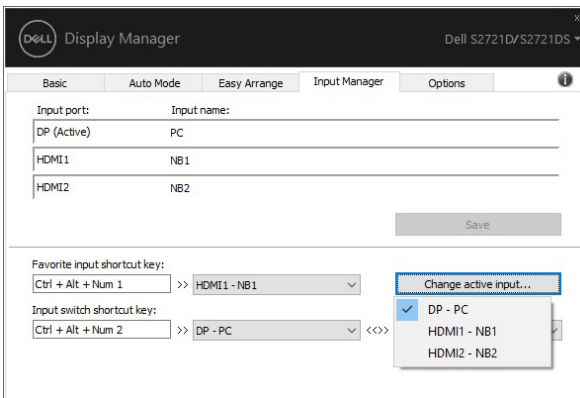 DELL Display Manager Dell S2721D/S2721DS
Basic Auto Mode Easy Arrange Input Manager Options
Input port: Input name:
DP (Active) PC
HDMI1 NB1
HDMI2 NB2
Save
Favorite input shortcut key:
Ctrl + Alt + Num 1 >> HDMI1 - NB1 Change active input...
Input switch shortcut key:
Ctrl + Alt + Num 2 >> DP - PC <<>>
DP - PC
HDMI1 - NB1
HDMI2 - NB2